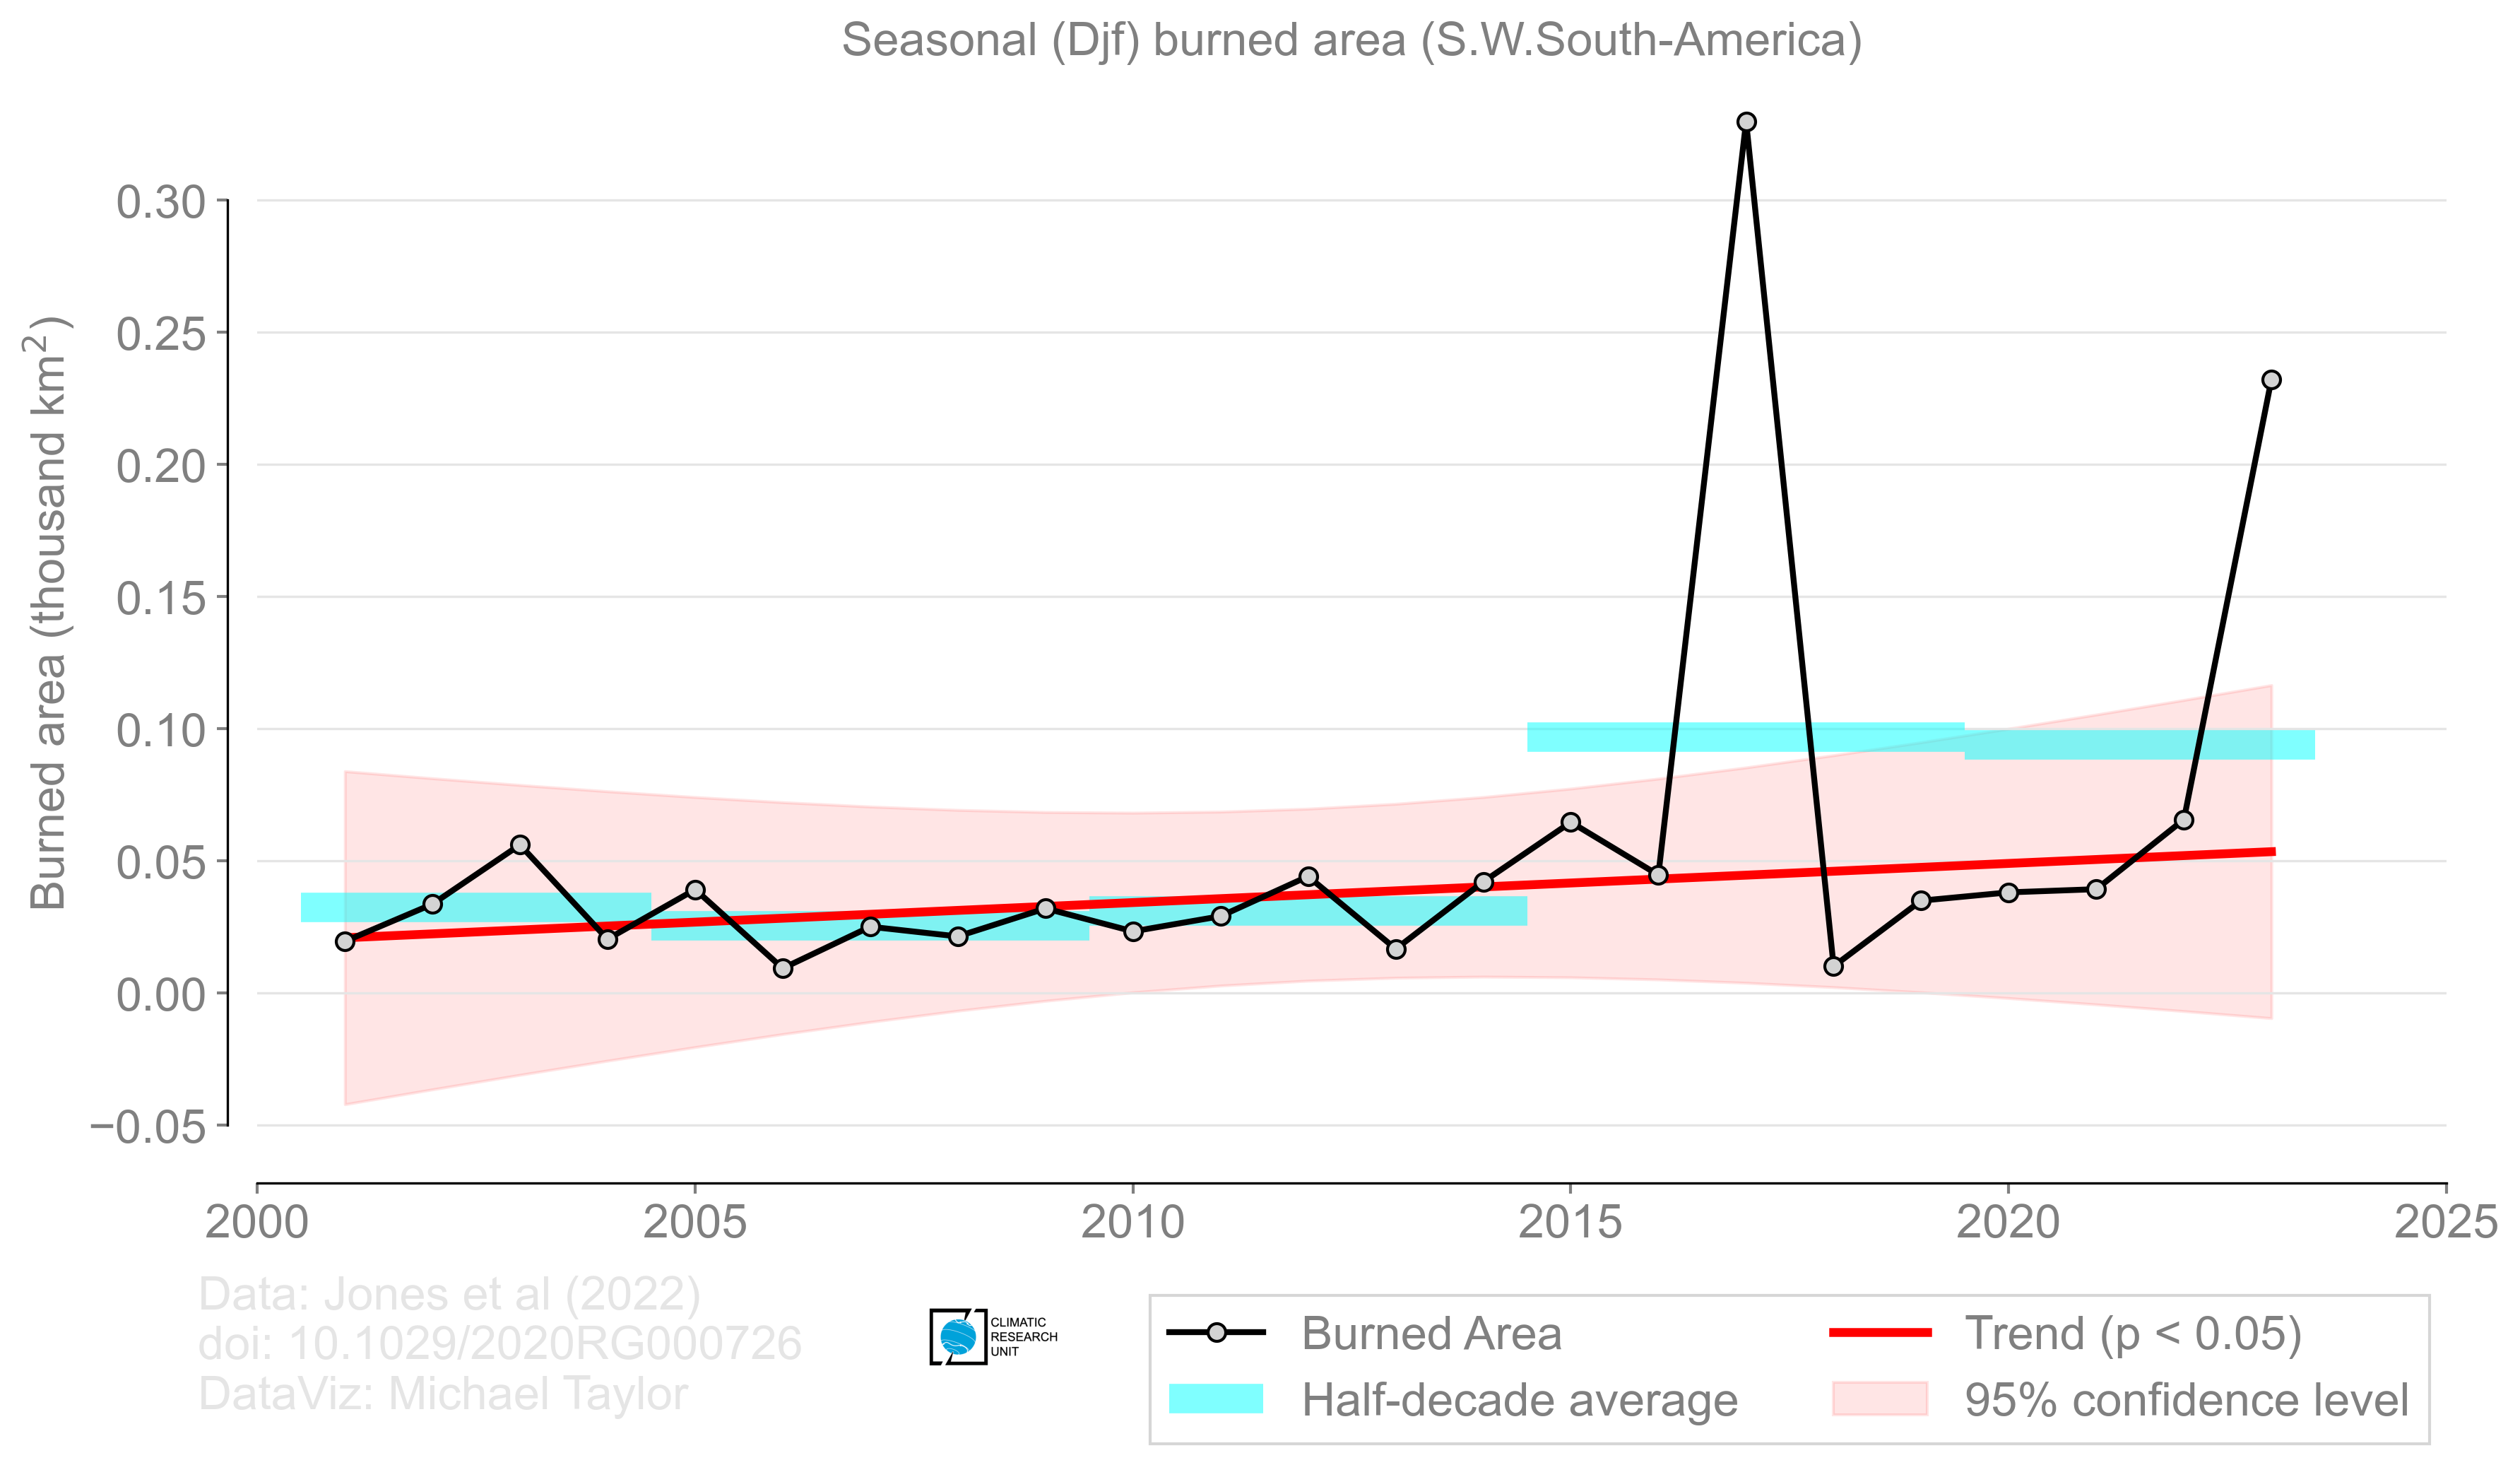 Seasonal (Djf) burned area (S.W.South-America)
Burned area (thousand km²)
0.30
0.25
0.20
0.15
0.10
0.05
0.00
−0.05
2000 2005 2010 2015 2020 2025
Data: Jones et al (2022)
doi: 10.1029/2020RG000726
DataViz: Michael Taylor
CLIMATIC
RESEARCH
UNIT
Burned Area
Half-decade average
Trend (p < 0.05)
95% confidence level